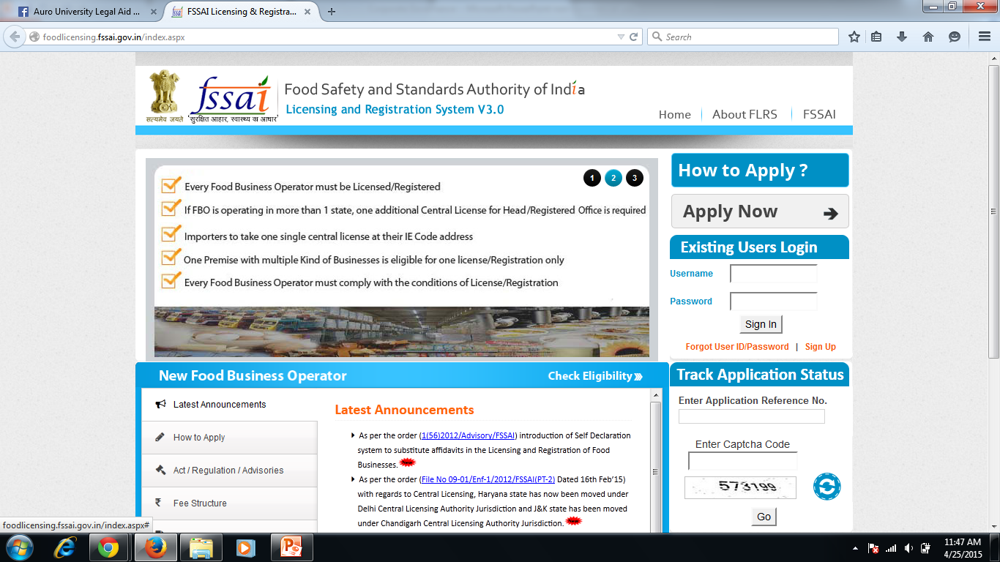 Auro University Legal Aid ...
FSSAI Licensing & Registra...
foodlicensing.fssai.gov.in/index.aspx
Search
fssai
सत्यमेव जयते
'सुरक्षित आहार, स्वास्थ्य का आधार'
Food Safety and Standards Authority of India
Licensing and Registration System V3.0
Home
About FLRS
FSSAI
1 2 3
Every Food Business Operator must be Licensed/Registered
If FBO is operating in more than 1 state, one additional Central License for Head/Registered Office is required
Importers to take one single central license at their IE Code address
One Premise with multiple Kind of Businesses is eligible for one license/Registration only
Every Food Business Operator must comply with the conditions of License/Registration
How to Apply ?
Apply Now
Existing Users Login
Username
Password
Sign In
Forgot User ID/Password | Sign Up
New Food Business Operator
Check Eligibility
Latest Announcements
How to Apply
Act / Regulation / Advisories
₹ Fee Structure
Latest Announcements
As per the order (1(56)2012/Advisory/FSSAI) introduction of Self Declaration
system to substitute affidavits in the Licensing and Registration of Food
Businesses. New
As per the order (File No 09-01/Enf-1/2012/FSSAI(PT-2) Dated 16th Feb'15)
with regards to Central Licensing, Haryana state has now been moved under
Delhi Central Licensing Authority Jurisdiction and J&K state has been moved
under Chandigarh Central Licensing Authority Jurisdiction. New
Track Application Status
Enter Application Reference No.
Enter Captcha Code
573199
Go
foodlicensing.fssai.gov.in/index.aspx#
11:47 AM
4/25/2015